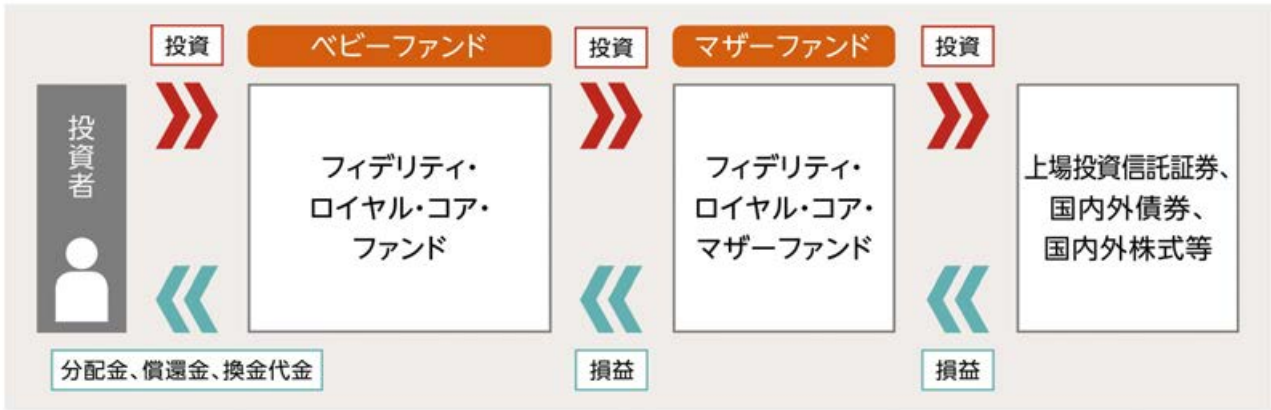 投資
ベビーファンド
投資
マザーファンド
投資
投資者
フィデリティ・
ロイヤル・コア・
ファンド
フィデリティ・
ロイヤル・コア・
マザーファンド
上場投資信託証券、
国内外債券、
国内外株式等
分配金、償還金、換金代金
損益
損益